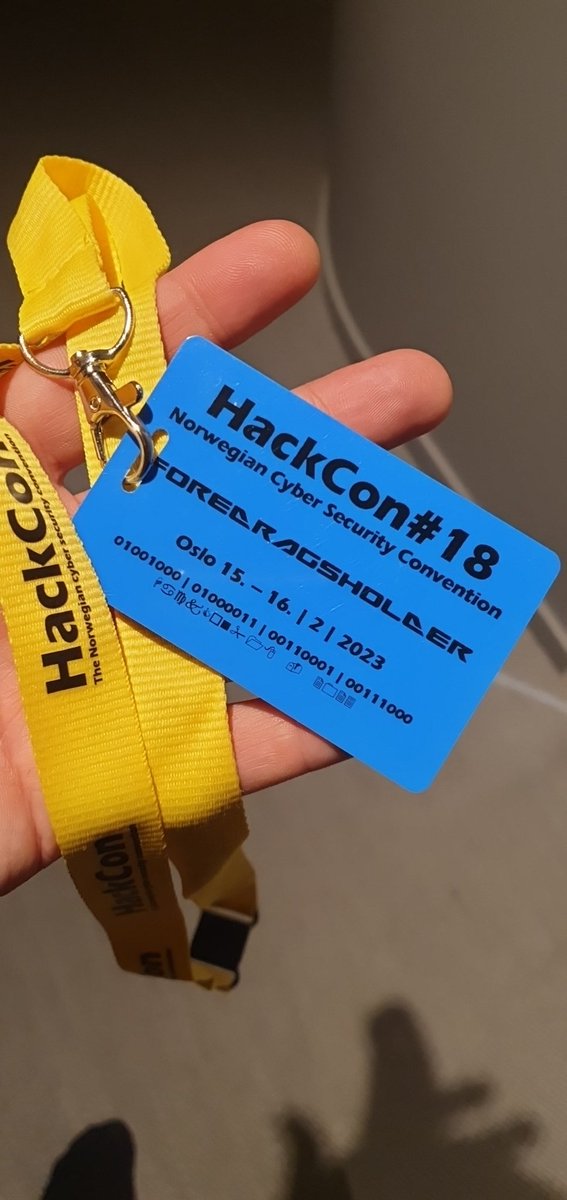 HackCon#18
Norwegian Cyber Security Convention
FOREDRAGSHOLDER
Oslo 15. – 16. | 2 | 2023
01001000 | 01000011 | 00110001 | 00111000
HackCon
The Norwegian cyber security
HackCon